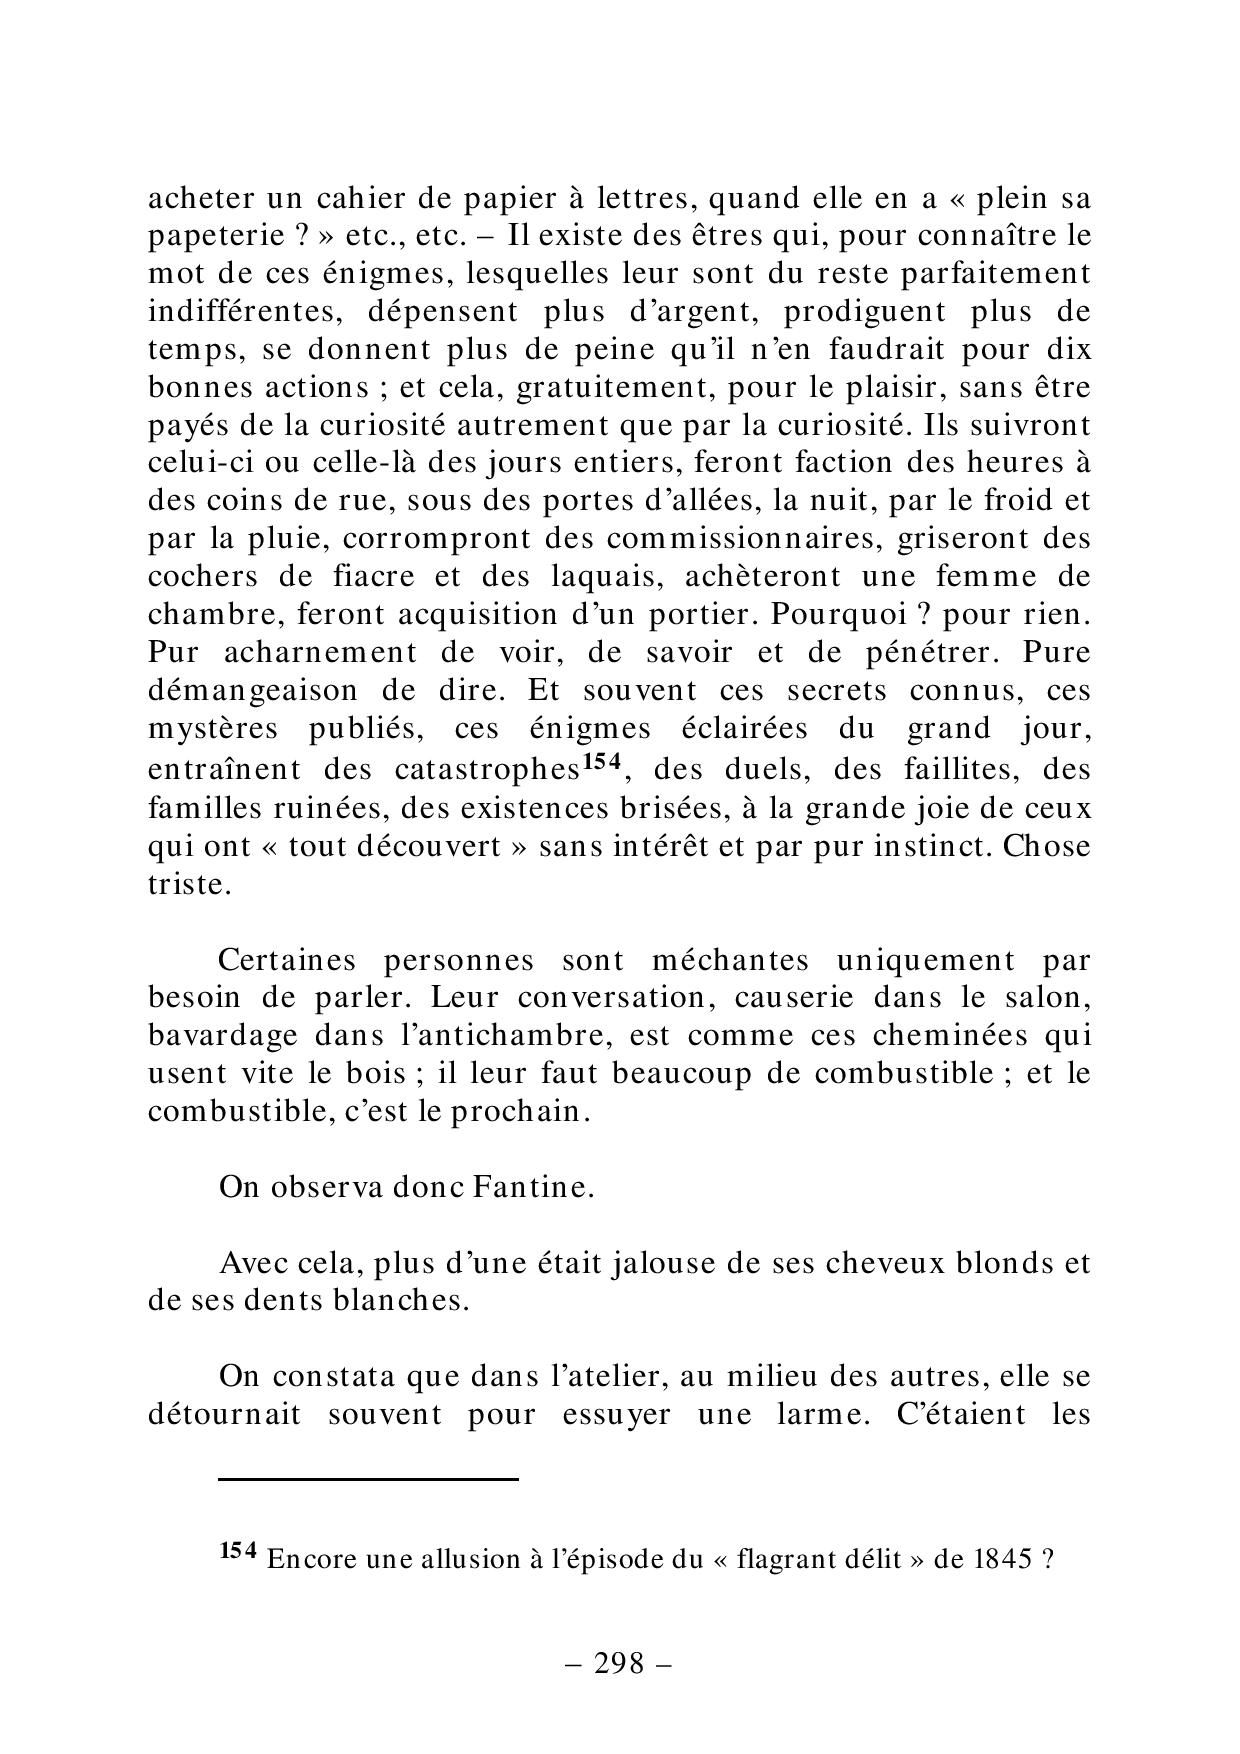 acheter un cahier de papier à lettres, quand elle en a « plein sa
papeterie ? » etc., etc. – Il existe des êtres qui, pour connaître le
mot de ces énigmes, lesquelles leur sont du reste parfaitement
indifférentes, dépensent plus d’argent, prodiguent plus de
temps, se donnent plus de peine qu’il n’en faudrait pour dix
bonnes actions ; et cela, gratuitement, pour le plaisir, sans être
payés de la curiosité autrement que par la curiosité. Ils suivront
celui-ci ou celle-là des jours entiers, feront faction des heures à
des coins de rue, sous des portes d’allées, la nuit, par le froid et
par la pluie, corrompront des commissionnaires, griseront des
cochers de fiacre et des laquais, achèteront une femme de
chambre, feront acquisition d’un portier. Pourquoi ? pour rien.
Pur acharnement de voir, de savoir et de pénétrer. Pure
démangeaison de dire. Et souvent ces secrets connus, ces
mystères publiés, ces énigmes éclairées du grand jour,
entraînent des catastrophes154, des duels, des faillites, des
familles ruinées, des existences brisées, à la grande joie de ceux
qui ont « tout découvert » sans intérêt et par pur instinct. Chose
triste.
Certaines personnes sont méchantes uniquement par
besoin de parler. Leur conversation, causerie dans le salon,
bavardage dans l’antichambre, est comme ces cheminées qui
usent vite le bois ; il leur faut beaucoup de combustible ; et le
combustible, c’est le prochain.
On observa donc Fantine.
Avec cela, plus d’une était jalouse de ses cheveux blonds et
de ses dents blanches.
On constata que dans l’atelier, au milieu des autres, elle se
détournait souvent pour essuyer une larme. C’étaient les
154 Encore une allusion à l’épisode du « flagrant délit » de 1845 ?
– 298 –